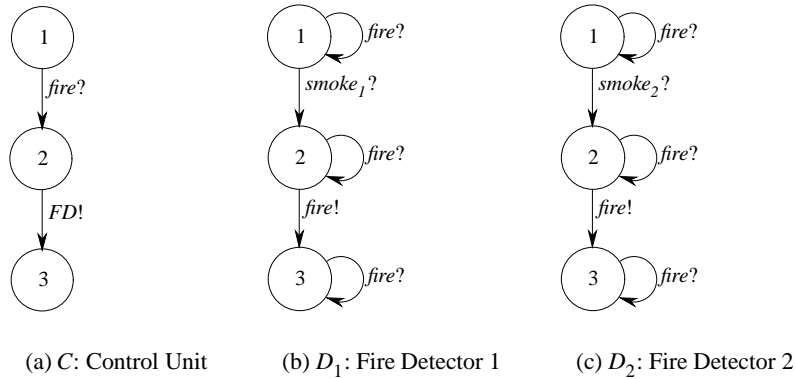 1
fire?
2
FD!
3
(a) C: Control Unit
1
fire?
smoke1?
2
fire?
fire!
3
fire?
(b) D1: Fire Detector 1
1
fire?
smoke2?
2
fire?
fire!
3
fire?
(c) D2: Fire Detector 2